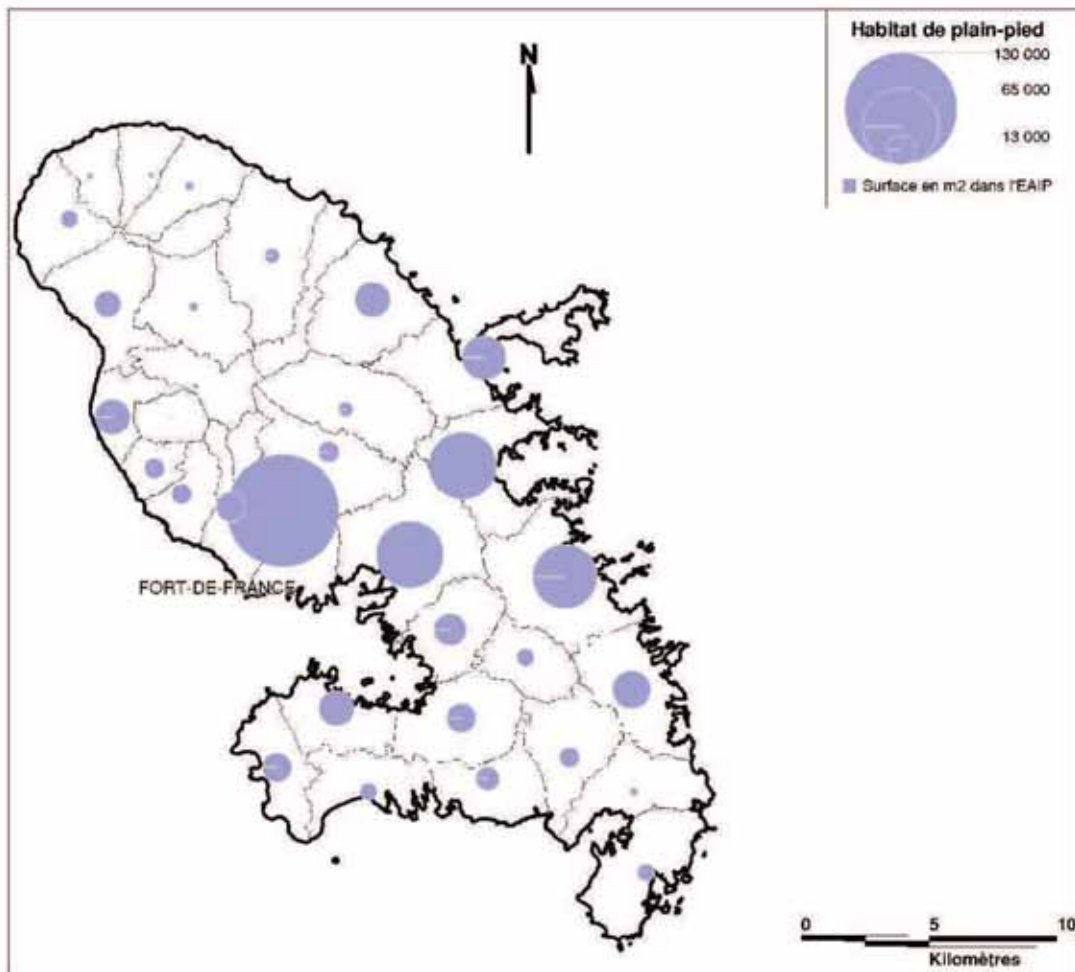 Habitat de plain-pied
130 000
65 000
13 000
Surface en m2 dans l'EAIP
N
FORT-DE-FRANCE
0 5 10
Kilomètres